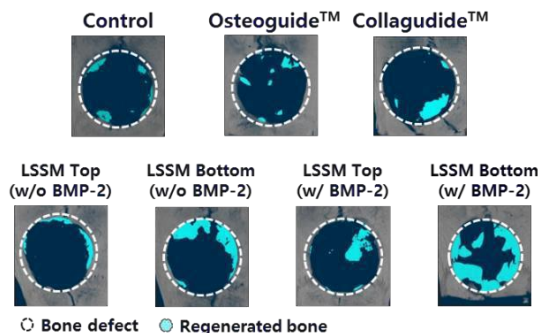 Control
Osteoguide™
Collagudide™
LSSM Top
(w/o BMP-2)
LSSM Bottom
(w/o BMP-2)
LSSM Top
(w/ BMP-2)
LSSM Bottom
(w/ BMP-2)
Bone defect
Regenerated bone